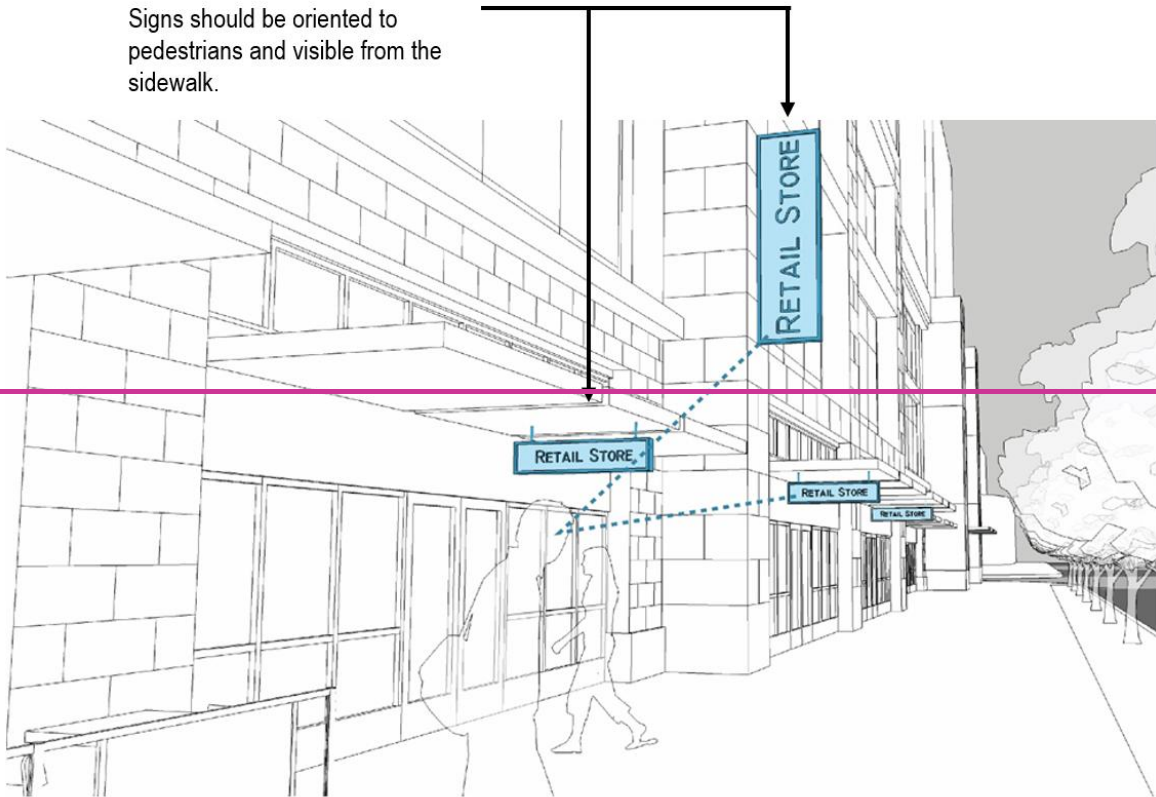 Signs should be oriented to
pedestrians and visible from the
sidewalk.
RETAIL STORE
RETAIL STORE
RETAIL STORE
RETAIL STORE